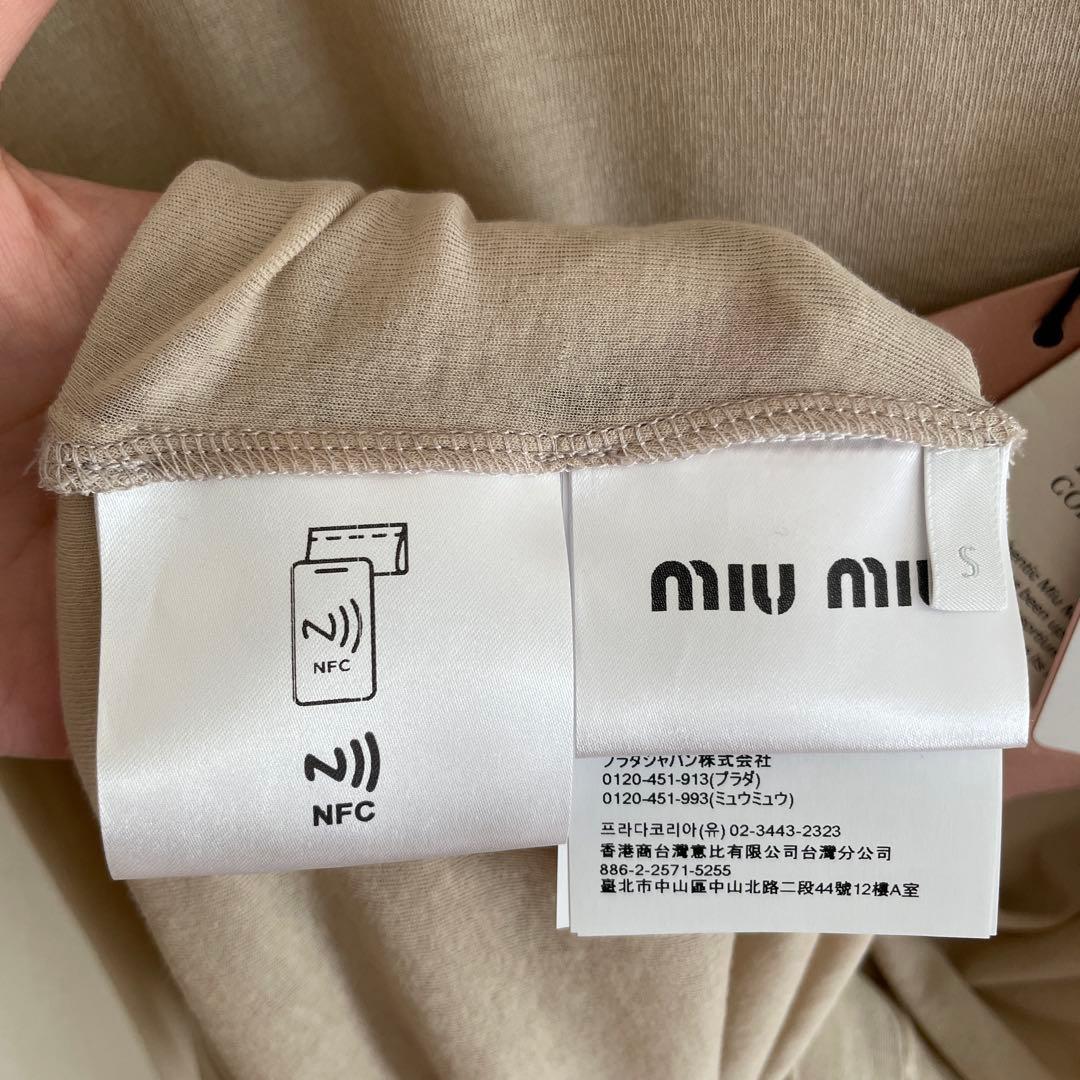 NFC
NFC
miu miu
S
プラダジャパン株式会社
0120-451-913(プラダ)
0120-451-993(ミュウミュウ)
프라다코리아(유) 02-3443-2323
香港商台灣意比有限公司台灣分公司
886-2-2571-5255
臺北市中山區中山北路二段44號12樓A室
Miu
been